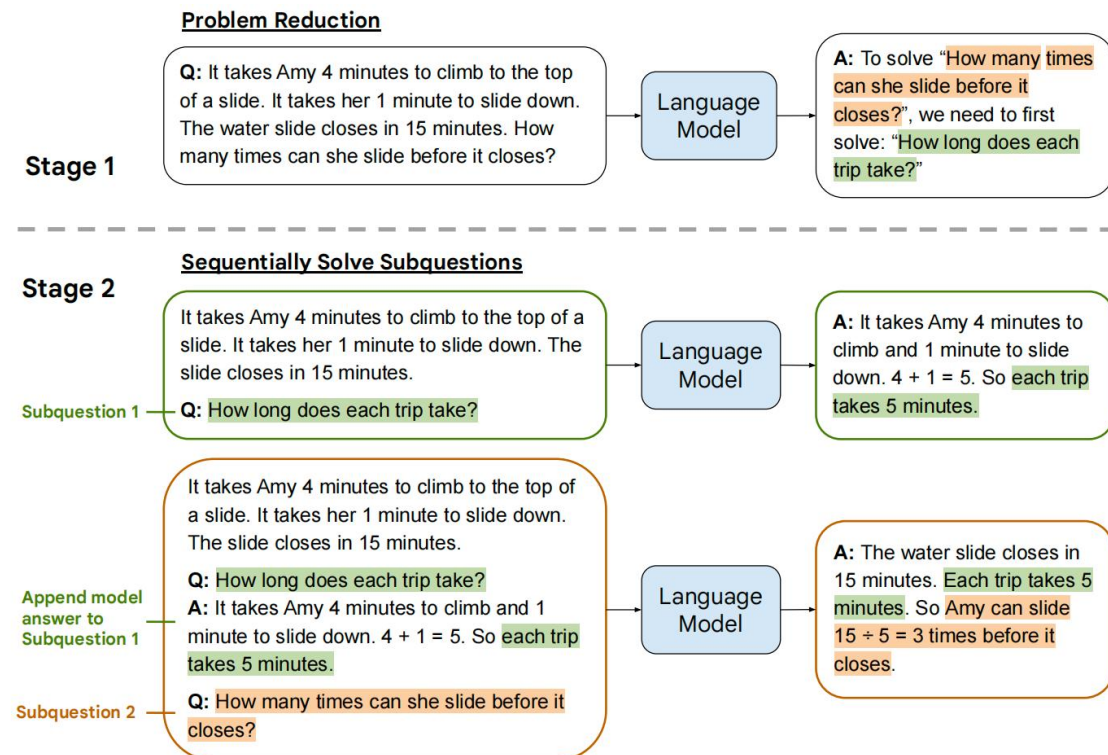 Problem Reduction
Stage 1
Q: It takes Amy 4 minutes to climb to the top
of a slide. It takes her 1 minute to slide down.
The water slide closes in 15 minutes. How
many times can she slide before it closes?
Language
Model
A: To solve “How many times
can she slide before it
closes?”, we need to first
solve: “How long does each
trip take?”
Stage 2
Sequentially Solve Subquestions
It takes Amy 4 minutes to climb to the top of a
slide. It takes her 1 minute to slide down. The
slide closes in 15 minutes.
Subquestion 1
Q: How long does each trip take?
Language
Model
A: It takes Amy 4 minutes to
climb and 1 minute to slide
down. 4 + 1 = 5. So each trip
takes 5 minutes.
It takes Amy 4 minutes to climb to the top of
a slide. It takes her 1 minute to slide down.
The slide closes in 15 minutes.
Append model
answer to
Subquestion 1
Q: How long does each trip take?
A: It takes Amy 4 minutes to climb and 1
minute to slide down. 4 + 1 = 5. So each trip
takes 5 minutes.
Subquestion 2
Q: How many times can she slide before it
closes?
Language
Model
A: The water slide closes in
15 minutes. Each trip takes 5
minutes. So Amy can slide
15 ÷ 5 = 3 times before it
closes.